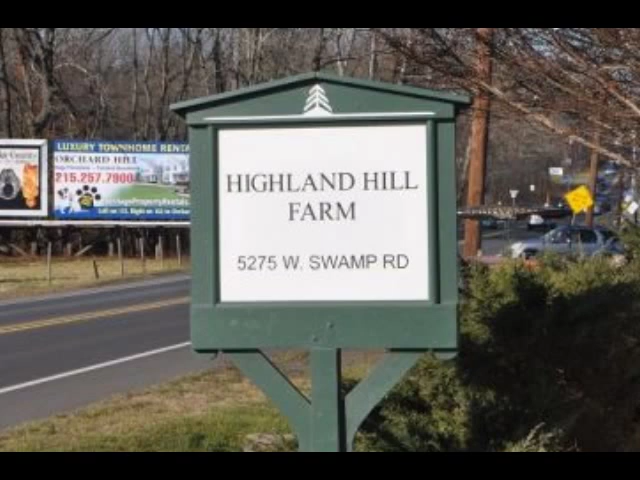 HIGHLAND HILL
FARM
5275 W. SWAMP RD
LUXURY TOWNHOME RENTA
ORCHARD HILL
215.257.7900